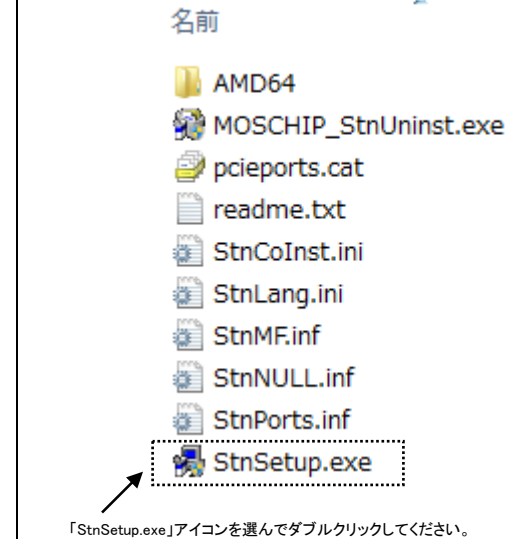 名前
AMD64
MOSCHIP_StnUninst.exe
pcieports.cat
readme.txt
StnCoInst.ini
StnLang.ini
StnMF.inf
StnNULL.inf
StnPorts.inf
StnSetup.exe
「StnSetup.exe」アイコンを選んでダブルクリックしてください。